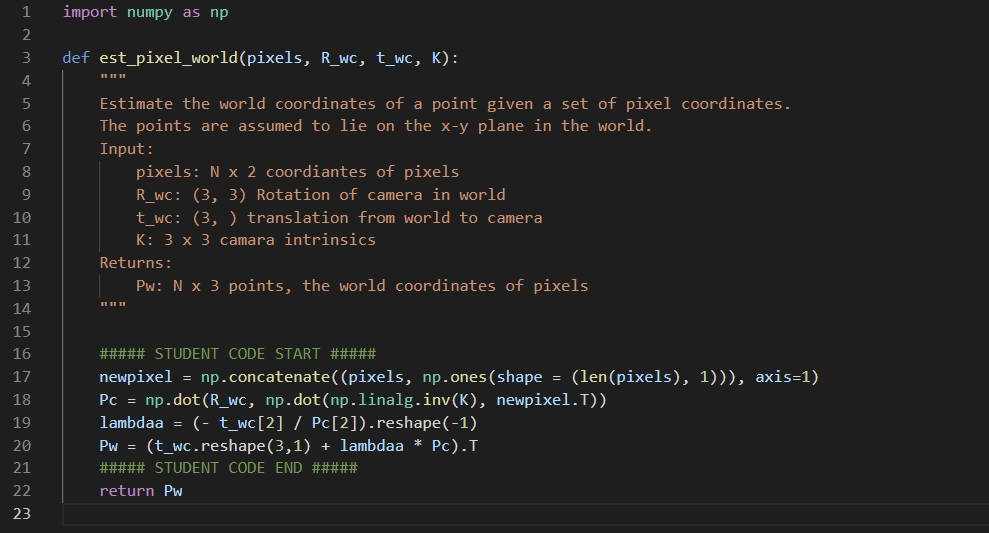 1 import numpy as np
2
3 def est_pixel_world(pixels, R_wc, t_wc, K):
4 """
5 Estimate the world coordinates of a point given a set of pixel coordinates.
6 The points are assumed to lie on the x-y plane in the world.
7 Input:
8 pixels: N x 2 coordiantes of pixels
9 R_wc: (3, 3) Rotation of camera in world
10 t_wc: (3, ) translation from world to camera
11 K: 3 x 3 camara intrinsics
12 Returns:
13 Pw: N x 3 points, the world coordinates of pixels
14 """
15
16 ##### STUDENT CODE START #####
17 newpixel = np.concatenate((pixels, np.ones(shape = (len(pixels), 1))), axis=1)
18 Pc = np.dot(R_wc, np.dot(np.linalg.inv(K), newpixel.T))
19 lambdaa = (- t_wc[2] / Pc[2]).reshape(-1)
20 Pw = (t_wc.reshape(3,1) + lambdaa * Pc).T
21 ##### STUDENT CODE END #####
22 return Pw
23